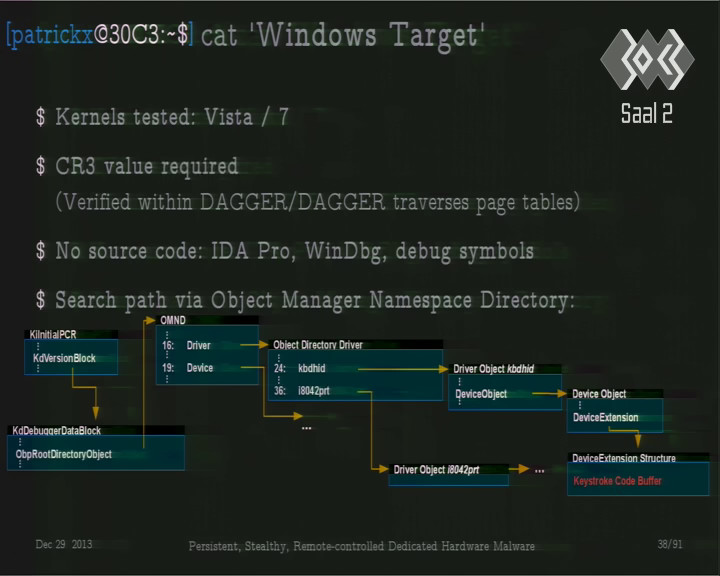 [patrickx@30C3:~$] cat 'Windows Target'
Saal 2
$ Kernels tested: Vista / 7
$ CR3 value required
(Verified within DAGGER/DAGGER traverses page tables)
$ No source code: IDA Pro, WinDbg, debug symbols
$ Search path via Object Manager Namespace Directory:
KiInitialPCR
KdVersionBlock
KdDebuggerDataBlock
ObpRootDirectoryObject
OMND
16: Driver
19: Device
...
Object Directory Driver
24: kbdhid
36: i8042prt
Driver Object kbdhid
DeviceObject
Device Object
DeviceExtension
DeviceExtension Structure
Keystroke Code Buffer
Driver Object i8042prt
...
Dec 29 2013
Persistent, Stealthy, Remote-controlled Dedicated Hardware Malware
38/91